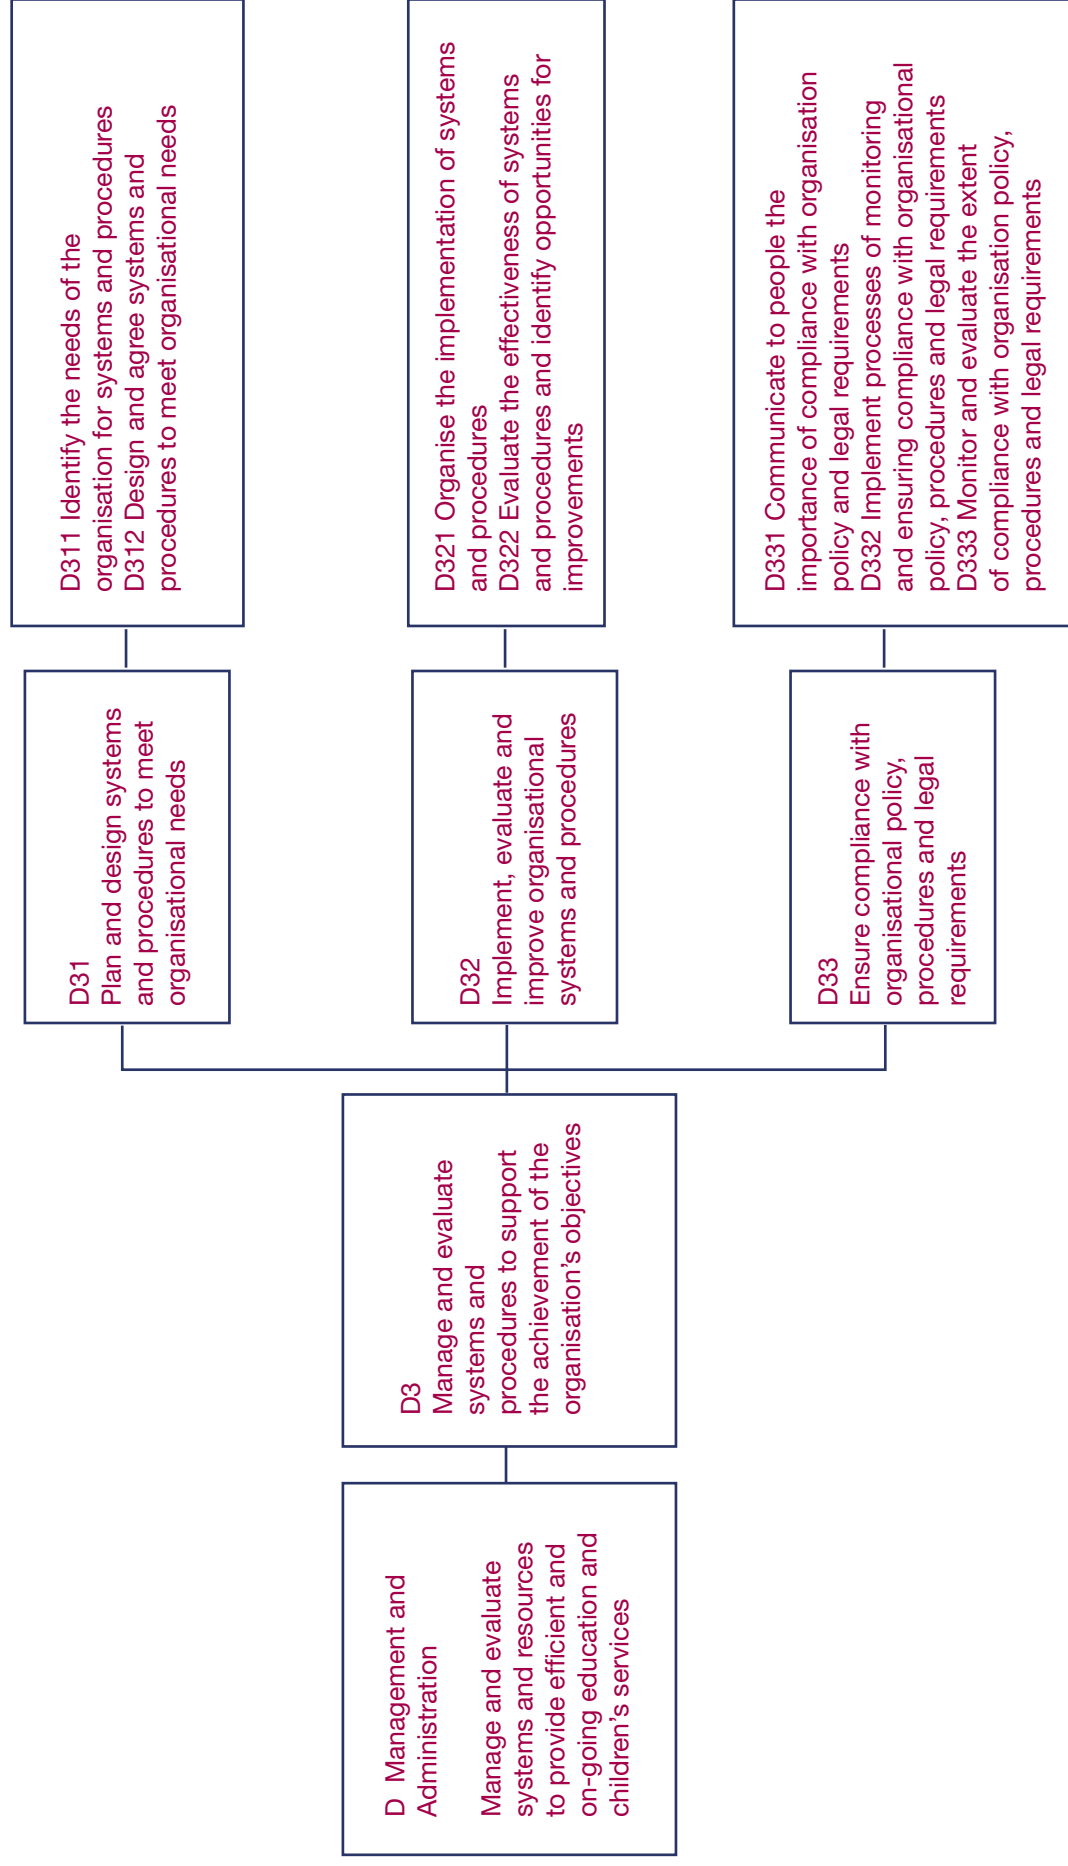 D  Management and
Administration
Manage and evaluate
systems and resources
to provide efficient and
on-going education and
children’s services
D3
Manage and evaluate
systems and
procedures to support
the achievement of the
organisation’s objectives
D31
Plan and design systems
and procedures to meet
organisational needs
D311 Identify the needs of the
organisation for systems and procedures
D312 Design and agree systems and
procedures to meet organisational needs
D32
Implement, evaluate and
improve organisational
systems and procedures
D321 Organise the implementation of systems
and procedures
D322 Evaluate the effectiveness of systems
and procedures and identify opportunities for
improvements
D33
Ensure compliance with
organisational policy,
procedures and legal
requirements
D331 Communicate to people the
importance of compliance with organisation
policy and legal requirements
D332 Implement processes of monitoring
and ensuring compliance with organisational
policy, procedures and legal requirements
D333 Monitor and evaluate the extent
of compliance with organisation policy,
procedures and legal requirements